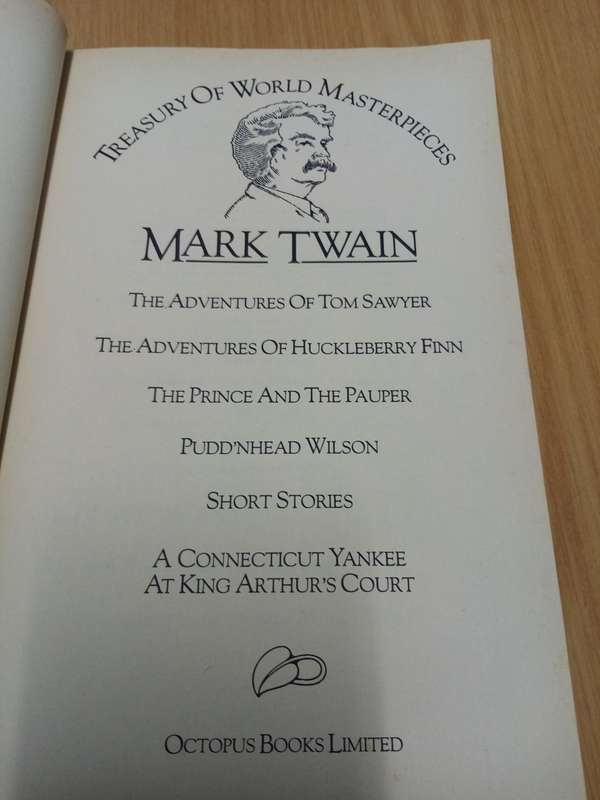 Treasury Of World Masterpieces
Mark Twain
The Adventures Of Tom Sawyer
The Adventures Of Huckleberry Finn
The Prince And The Pauper
Pudd'nhead Wilson
Short Stories
A Connecticut Yankee
At King Arthur's Court
Octopus Books Limited